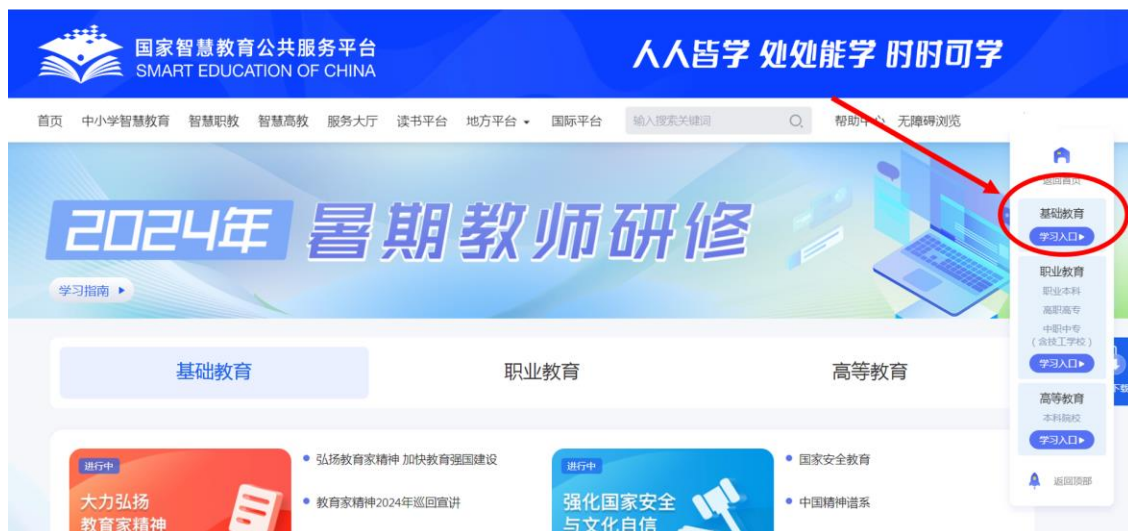 国家智慧教育公共服务平台
SMART EDUCATION OF CHINA
人人皆学 处处能学 时时可学
首页 中小学智慧教育 智慧职教 智慧高教 服务大厅 读书平台 地方平台 国际平台 输入搜索关键词 帮助中心 无障碍浏览
2024年 暑期教师研修
学习指南
返回首页
基础教育
学习入口
职业教育
职业本科
高职高专
中职中专
(含技工学校)
学习入口
高等教育
本科院校
学习入口
返回顶部
基础教育 职业教育 高等教育
进行中
大力弘扬
教育家精神
弘扬教育家精神 加快教育强国建设
教育家精神2024年巡回宣讲
进行中
强化国家安全
与文化自信
国家安全教育
中国精神谱系